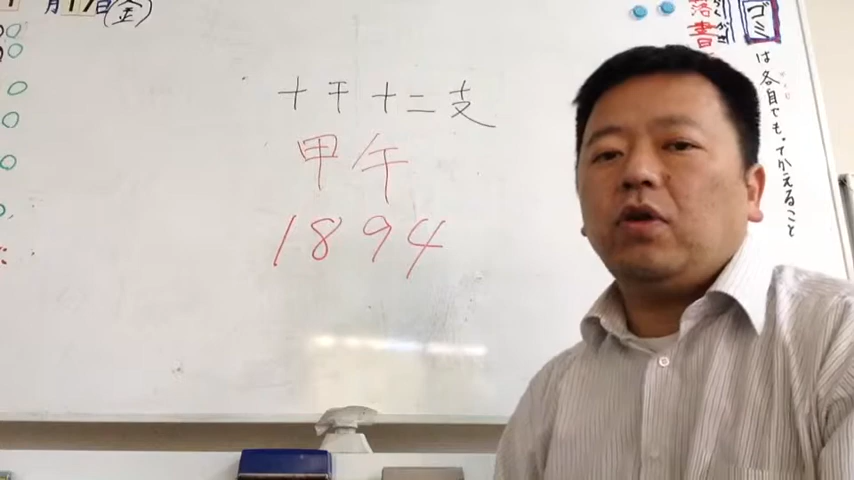 月17日(金)
十干十二支
甲午
1894
落書
ゴミ
は各自でも。てかえること